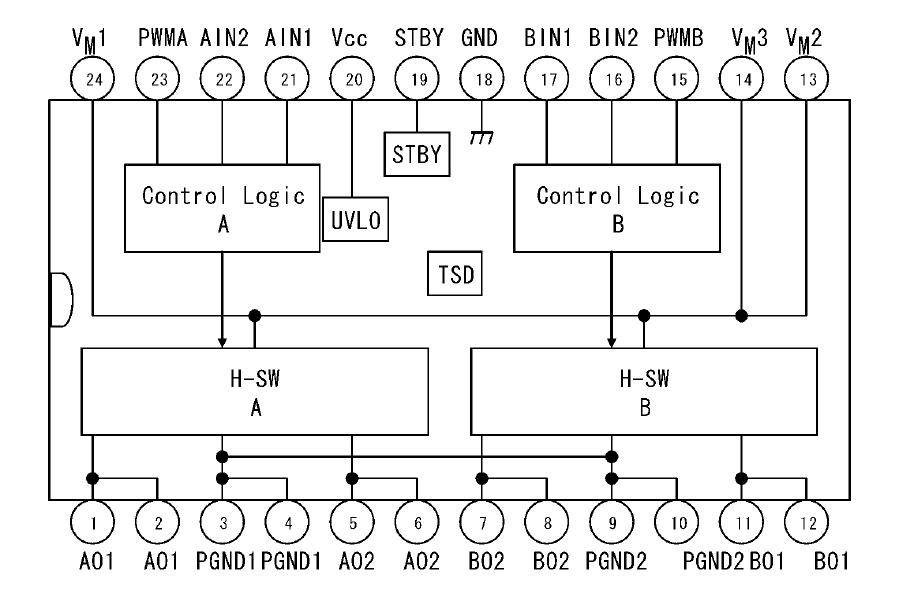 VM1 PWMA AIN2 AIN1 Vcc STBY GND BIN1 BIN2 PWMB VM3 VM2
24 23 22 21 20 19 18 17 16 15 14 13
STBY
Control Logic
A
UVLO
Control Logic
B
TSD
H-SW
A
H-SW
B
1 2 3 4 5 6 7 8 9 10 11 12
AO1 AO1 PGND1 PGND1 AO2 AO2 BO2 BO2 PGND2 PGND2 BO1 BO1